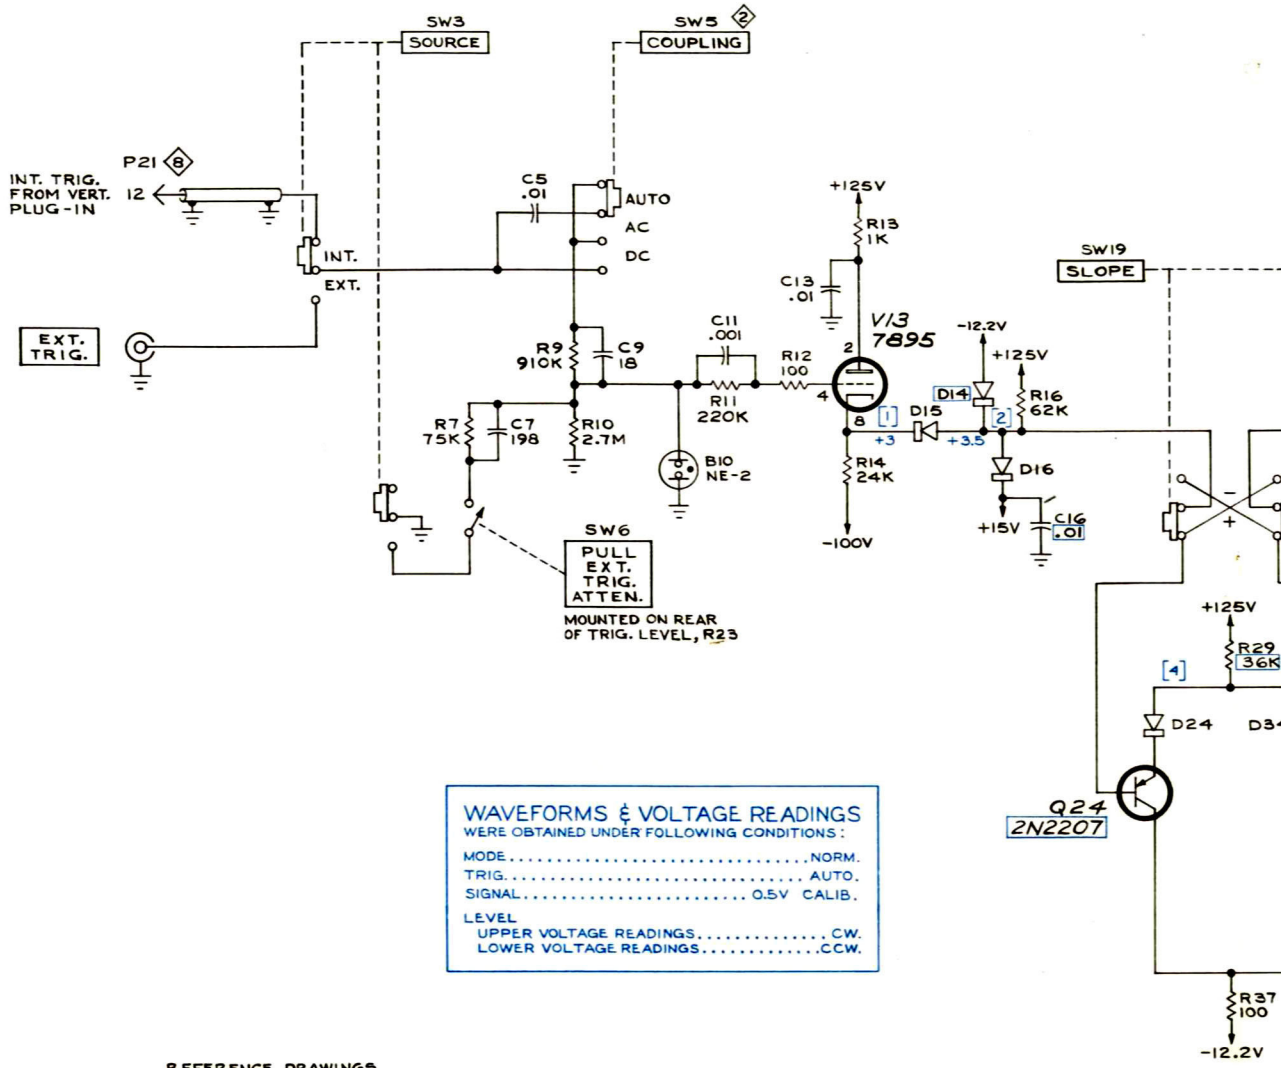 SW3
SOURCE
SW5 2
COUPLING
P21 8
INT. TRIG.
FROM VERT.
PLUG-IN
12
INT.
EXT.
EXT.
TRIG.
C5
.01
AUTO
AC
DC
+125V
R13
1K
C13
.01
V13
7895
2
4
8
SW19
SLOPE
-12.2V
+125V
D14
R16
62K
[1]
D15
[2]
+3
+3.5
D16
+15V
C16
.01
R9
910K
C9
18
C11
.001
R11
220K
R12
100
R7
75K
C7
198
R10
2.7M
B10
NE-2
R14
24K
-100V
SW6
PULL
EXT.
TRIG.
ATTEN.
MOUNTED ON REAR
OF TRIG. LEVEL, R23
-
+
+125V
R29
36K
[4]
D24
D34
Q24
2N2207
R37
100
-12.2V
WAVEFORMS & VOLTAGE READINGS
WERE OBTAINED UNDER FOLLOWING CONDITIONS:
MODE..............................NORM.
TRIG...............................AUTO.
SIGNAL.......................0.5V CALIB.
LEVEL
UPPER VOLTAGE READINGS.............CW.
LOWER VOLTAGE READINGS............CCW.
REFERENCE DRAWINGS